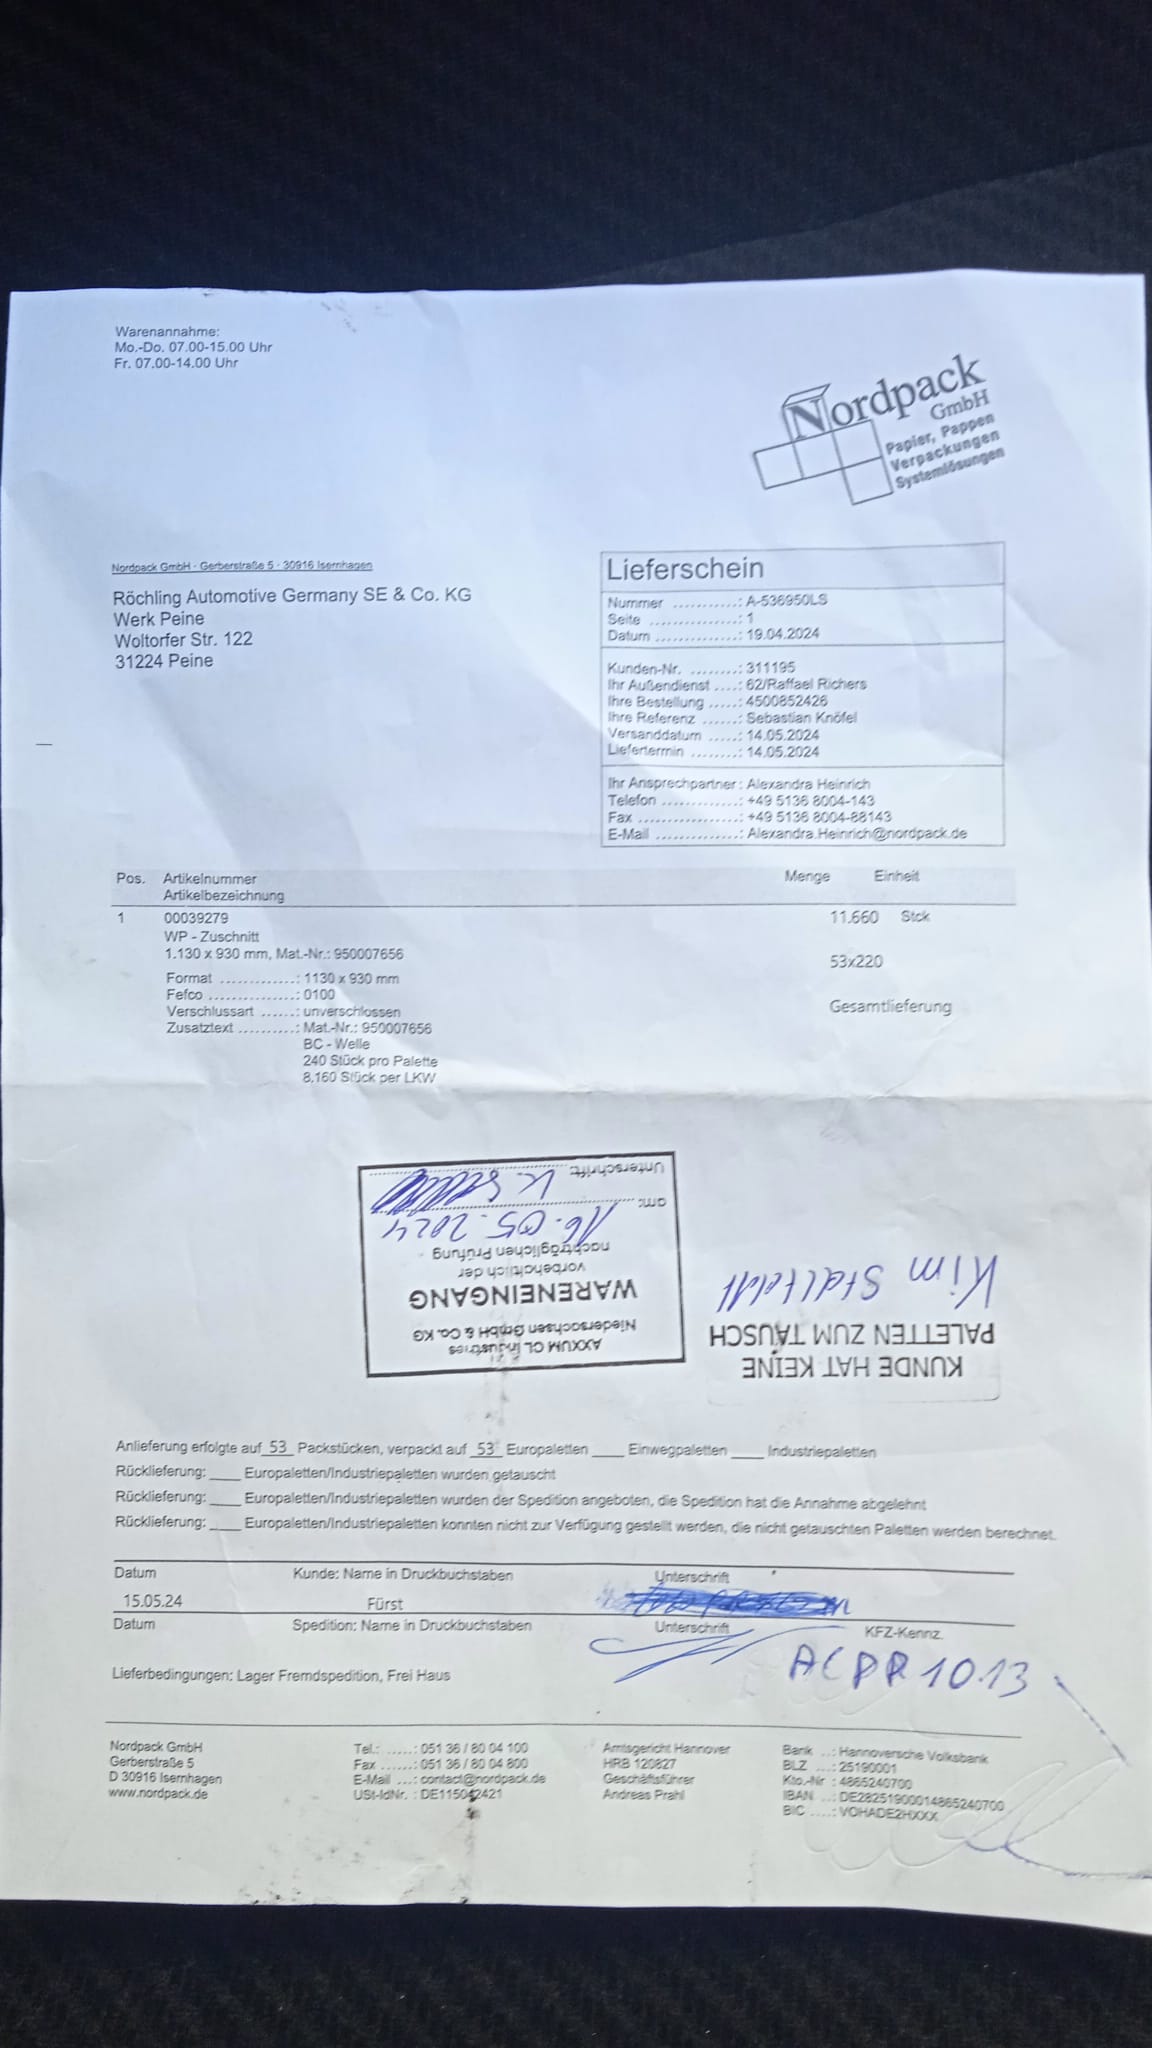 Warenannahme:
Mo.-Do. 07.00-15.00 Uhr
Fr. 07.00-14.00 Uhr
Nordpack
GmbH
Papier, Pappen
Verpackungen
Systemlösungen
Nordpack GmbH · Gerberstraße 5 · 30916 Isernhagen
Röchling Automotive Germany SE & Co. KG
Werk Peine
Woltorfer Str. 122
31224 Peine
Lieferschein
Nummer ...........: A-536950LS
Seite ...............: 1
Datum ..............: 19.04.2024
Kunden-Nr. ........: 311195
Ihr Außendienst ....: 62/Raffael Richers
Ihre Bestellung .....: 4500852426
Ihre Referenz ......: Sebastian Knöfel
Versanddatum .....: 14.05.2024
Liefertermin ........: 14.05.2024
Ihr Ansprechpartner : Alexandra Heinrich
Telefon .............: +49 5136 8004-143
Fax .................: +49 5136 8004-88143
E-Mail ..............: Alexandra.Heinrich@nordpack.de
Pos. Artikelnummer Menge Einheit
Artikelbezeichnung
1 00039279 11.660 Stck
WP - Zuschnitt
1.130 x 930 mm, Mat.-Nr.: 950007656
53x220
Format .............: 1130 x 930 mm
Fefco ...............: 0100
Verschlussart ......: unverschlossen
Gesamtlieferung
Zusatztext ..........: Mat.-Nr.: 950007656
BC - Welle
240 Stück pro Palette
8.160 Stück per LKW
AXXUM CL Industries
Niedersachsen GmbH & Co. KG
WARENEINGANG
vorbehaltlich der
nachträglichen Prüfung
am: 16.05.2024
Unterschrift:
KUNDE HAT KEINE
PALETTEN ZUM TAUSCH
Kim
Anlieferung erfolgte auf 53 Packstücken, verpackt auf 53 Europaletten ____ Einwegpaletten ____ Industriepaletten
Rücklieferung: ____ Europaletten/Industriepaletten wurden getauscht
Rücklieferung: ____ Europaletten/Industriepaletten wurden der Spedition angeboten, die Spedition hat die Annahme abgelehnt
Rücklieferung: ____ Europaletten/Industriepaletten konnten nicht zur Verfügung gestellt werden, die nicht getauschten Paletten werden berechnet.
Datum Kunde: Name in Druckbuchstaben Unterschrift
15.05.24 Fürst
Datum Spedition: Name in Druckbuchstaben Unterschrift KFZ-Kennz.
Lieferbedingungen: Lager Fremdspedition, Frei Haus
Nordpack GmbH
Gerberstraße 5
D 30916 Isernhagen
www.nordpack.de
Tel.: .....: 051 36 / 80 04 100
Fax ......: 051 36 / 80 04 800
E-Mail ...: contact@nordpack.de
USt-IdNr. : DE115042421
Amtsgericht Hannover
HRB 120827
Geschäftsführer
Andreas Prahl
Bank ..: Hannoversche Volksbank
BLZ ...: 25190001
Kto.-Nr : 4865240700
IBAN ..: DE28251900014865240700
BIC ....: VOHADE2HXXX